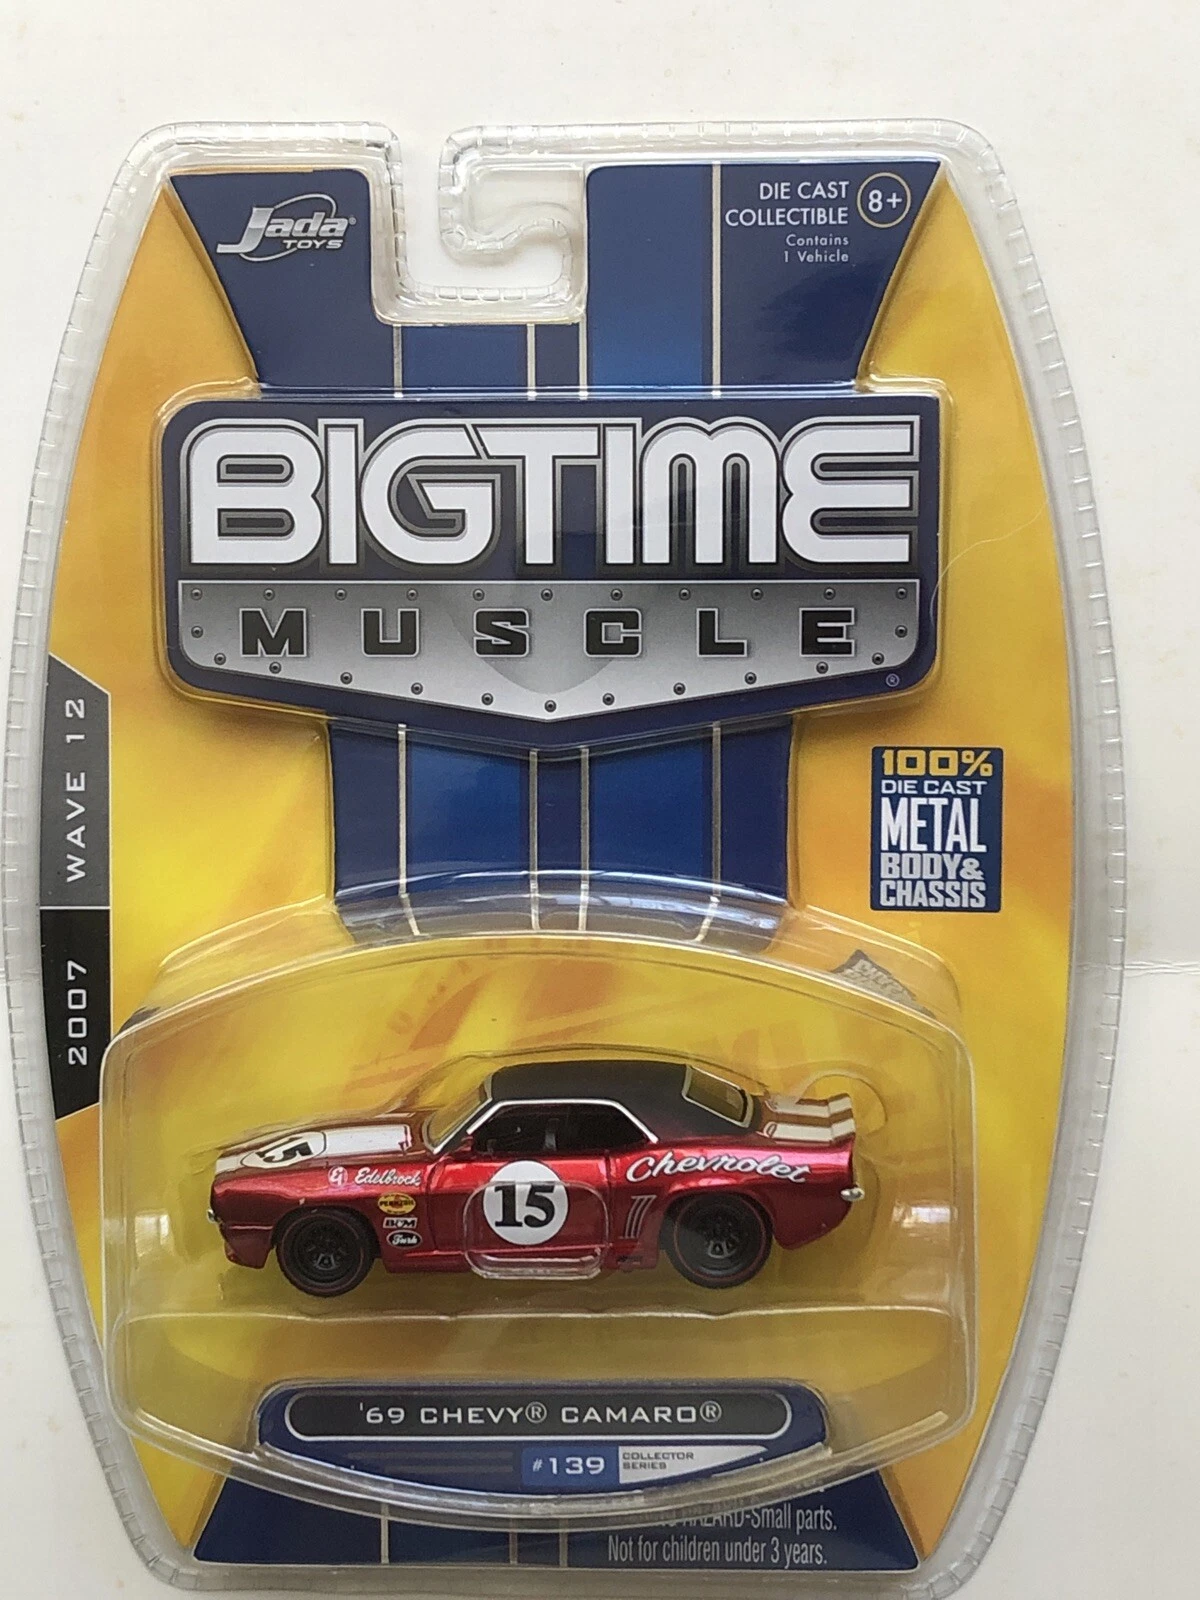 Jada®
TOYS
DIE CAST
COLLECTIBLE
8+
Contains
1 Vehicle
BIGTIME
MUSCLE
®
WAVE 12
2007
100%
DIE CAST
METAL
BODY&
CHASSIS
15
Edelbrock
B&M
Turk
15
Chevrolet
'69 CHEVY® CAMARO®
#139
COLLECTOR
SERIES
HAZARD-Small parts.
Not for children under 3 years.